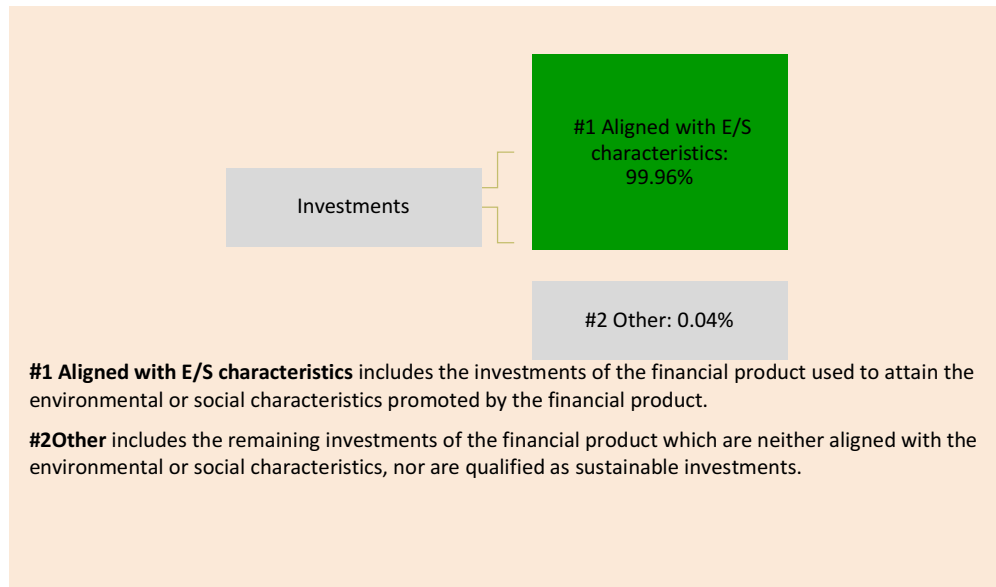 #1 Aligned with E/S
characteristics:
99.96%
Investments
#2 Other: 0.04%
#1 Aligned with E/S characteristics includes the investments of the financial product used to attain the
environmental or social characteristics promoted by the financial product.
#2Other includes the remaining investments of the financial product which are neither aligned with the
environmental or social characteristics, nor are qualified as sustainable investments.